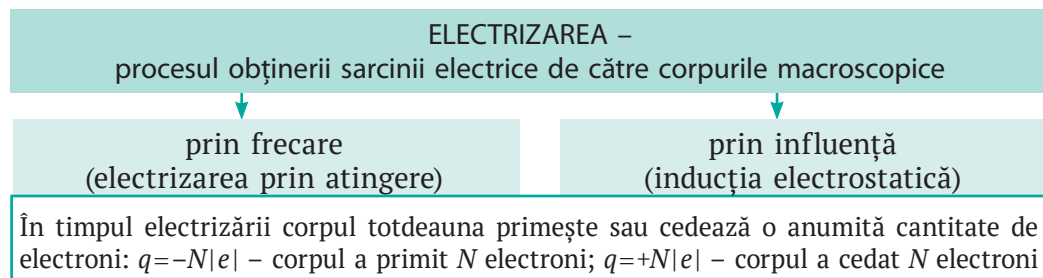 ELECTRIZAREA –
procesul obținerii sarcinii electrice de către corpurile macroscopice
prin frecare
(electrizarea prin atingere)
prin influență
(inducția electrostatică)
În timpul electrizării corpul totdeauna primește sau cedează o anumită cantitate de
electroni: q=–N|e| – corpul a primit N electroni; q=+N|e| – corpul a cedat N electroni